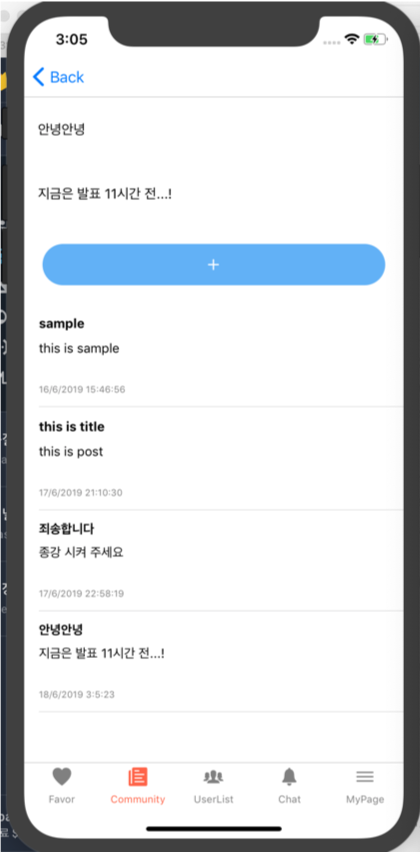 3:05
Back
안녕안녕
지금은 발표 11시간 전...!
+
sample
this is sample
16/6/2019 15:46:56
this is title
this is post
17/6/2019 21:10:30
죄송합니다
종강 시켜 주세요
17/6/2019 22:58:19
안녕안녕
지금은 발표 11시간 전...!
18/6/2019 3:5:23
Favor Community UserList Chat MyPage